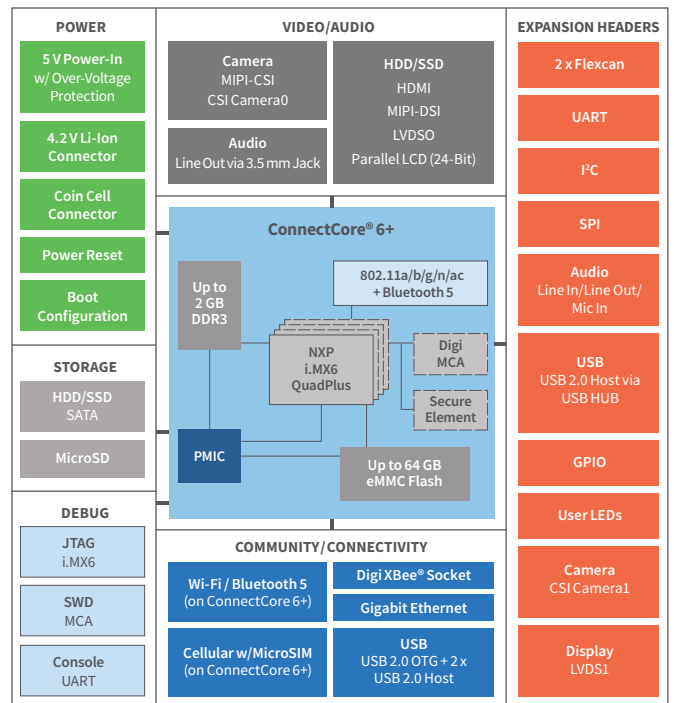 POWER
5 V Power-In
w/ Over-Voltage
Protection
4.2 V Li-Ion
Connector
Coin Cell
Connector
Power Reset
Boot
Configuration
STORAGE
HDD/SSD
SATA
MicroSD
DEBUG
JTAG
i.MX6
SWD
MCA
Console
UART
VIDEO/AUDIO
Camera
MIPI-CSI
CSI Camera0
Audio
Line Out via 3.5 mm Jack
HDD/SSD
HDMI
MIPI-DSI
LVDSO
Parallel LCD (24-Bit)
ConnectCore® 6+
Up to
2 GB
DDR3
802.11a/b/g/n/ac
+ Bluetooth 5
NXP
i.MX6
QuadPlus
Digi
MCA
Secure
Element
PMIC
Up to 64 GB
eMMC Flash
COMMUNITY/CONNECTIVITY
Wi-Fi / Bluetooth 5
(on ConnectCore 6+)
Cellular w/MicroSIM
(on ConnectCore 6+)
Digi XBee® Socket
Gigabit Ethernet
USB
USB 2.0 OTG + 2 x
USB 2.0 Host
EXPANSION HEADERS
2 x Flexcan
UART
I²C
SPI
Audio
Line In/Line Out/
Mic In
USB
USB 2.0 Host via
USB HUB
GPIO
User LEDs
Camera
CSI Camera1
Display
LVDS1